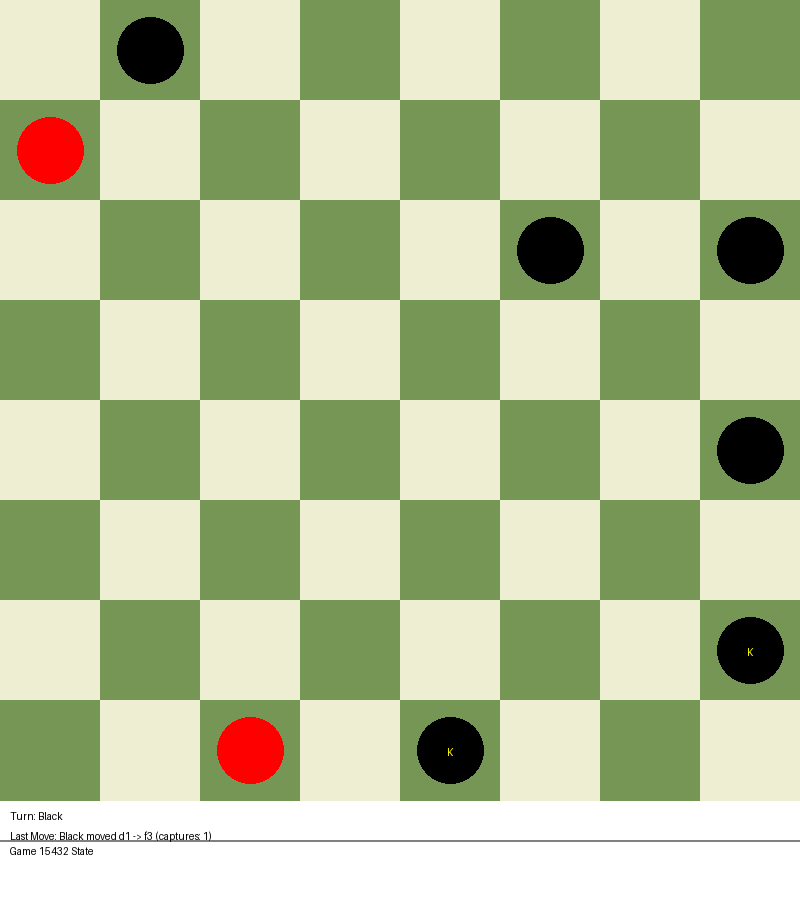 K
K
Turn: Black
Last Move: Black moved d1 -> f3 (captures: 1)
Game 15432 State